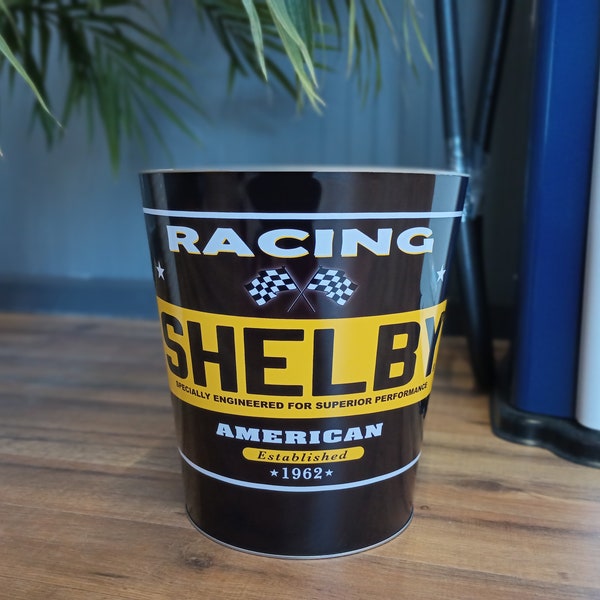 RACING
SHELBY
SPECIALLY ENGINEERED FOR SUPERIOR PERFORMANCE
AMERICAN
Established
★1962★